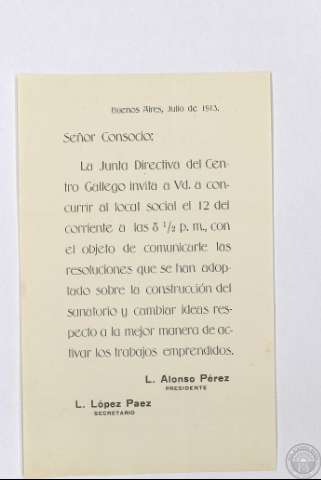 Buenos Aires, Julio de 1913.
Señor Consocio:
La Junta Directiva del Cen-
tro Gallego invita a Vd. a con-
currir al local social el 12 del
corriente a las 8 1/2 p. m., con
el objeto de comunicarle las
resoluciones que se han adop-
tado sobre la construcción del
sanatorio y cambiar ideas res-
pecto a la mejor manera de ac-
tivar los trabajos emprendidos.
L. Alonso Pérez
PRESIDENTE
L. López Paez
SECRETARIO